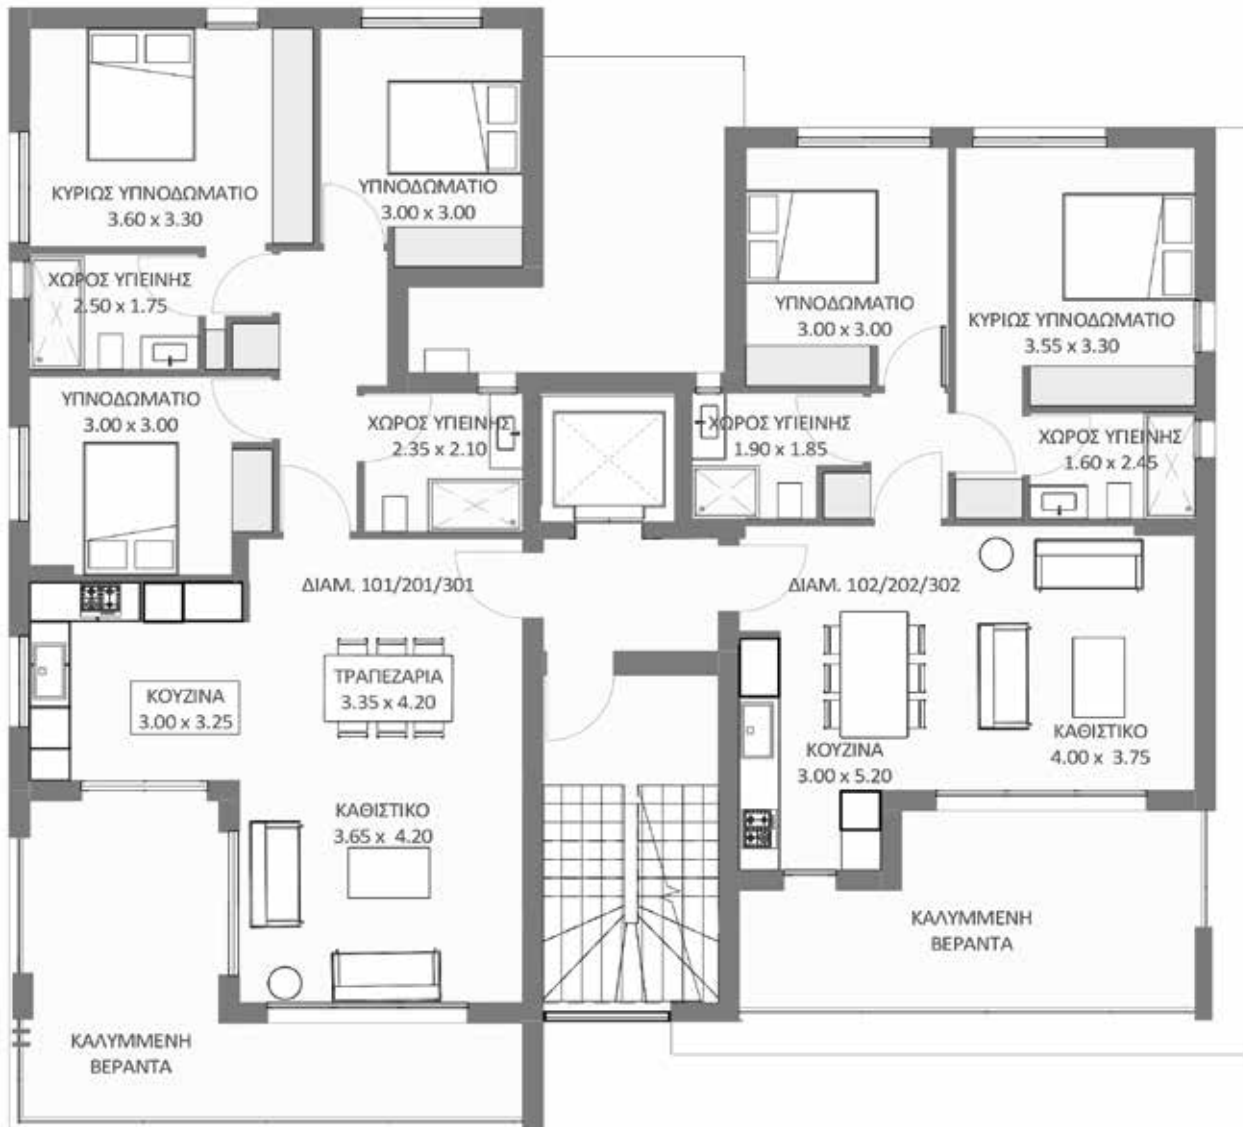 ΚΥΡΙΩΣ ΥΠΝΟΔΩΜΑΤΙΟ
3.60 x 3.30
ΥΠΝΟΔΩΜΑΤΙΟ
3.00 x 3.00
ΧΩΡΟΣ ΥΓΙΕΙΝΗΣ
2.50 x 1.75
ΥΠΝΟΔΩΜΑΤΙΟ
3.00 x 3.00
ΧΩΡΟΣ ΥΓΙΕΙΝΗΣ
2.35 x 2.10
ΔΙΑΜ. 101/201/301
ΚΟΥΖΙΝΑ
3.00 x 3.25
ΤΡΑΠΕΖΑΡΙΑ
3.35 x 4.20
ΚΑΘΙΣΤΙΚΟ
3.65 x 4.20
ΚΑΛΥΜΜΕΝΗ
ΒΕΡΑΝΤΑ
ΥΠΝΟΔΩΜΑΤΙΟ
3.00 x 3.00
ΚΥΡΙΩΣ ΥΠΝΟΔΩΜΑΤΙΟ
3.55 x 3.30
ΧΩΡΟΣ ΥΓΙΕΙΝΗΣ
1.90 x 1.85
ΧΩΡΟΣ ΥΓΙΕΙΝΗΣ
1.60 x 2.45
ΔΙΑΜ. 102/202/302
ΚΟΥΖΙΝΑ
3.00 x 5.20
ΚΑΘΙΣΤΙΚΟ
4.00 x 3.75
ΚΑΛΥΜΜΕΝΗ
ΒΕΡΑΝΤΑ